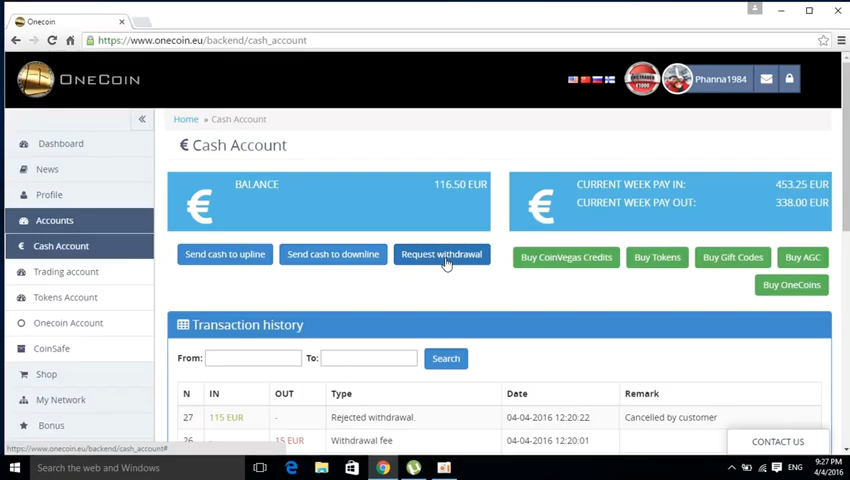 Onecoin
https://www.onecoin.eu/backend/cash_account
ONECOIN
Phanna1984
Dashboard
News
Profile
Accounts
€ Cash Account
Trading account
Tokens Account
Onecoin Account
CoinSafe
Shop
My Network
Bonus
Home » Cash Account
€ Cash Account
€ BALANCE 116.50 EUR
€ CURRENT WEEK PAY IN: 453.25 EUR
CURRENT WEEK PAY OUT: 338.00 EUR
Send cash to upline Send cash to downline Request withdrawal
Buy CoinVegas Credits Buy Tokens Buy Gift Codes Buy AGC
Buy OneCoins
Transaction history
From: To: Search
N IN OUT Type Date Remark
27 115 EUR - Rejected withdrawal. 04-04-2016 12:20:22 Cancelled by customer
26 - 15 EUR Withdrawal fee 04-04-2016 12:20:01
CONTACT US
https://www.onecoin.eu/backend/cash_account#
Search the web and Windows
ENG
9:27 PM
4/4/2016